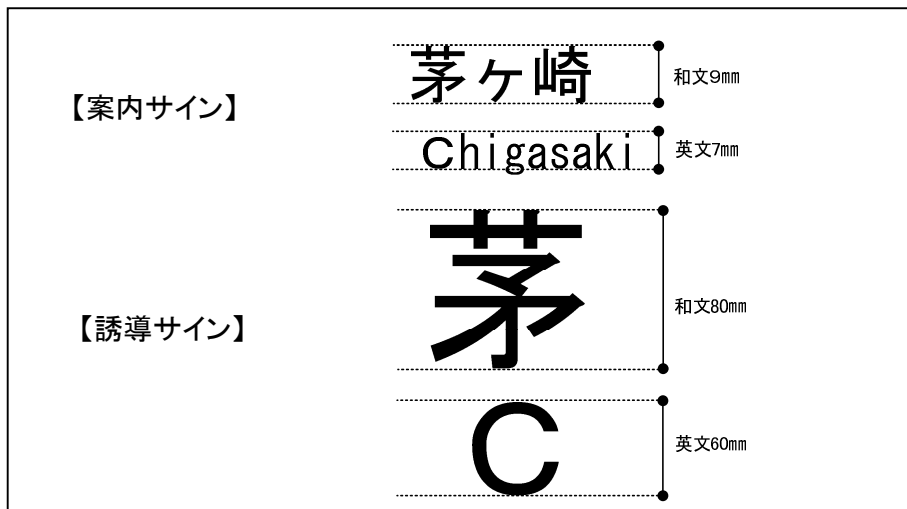 【案内サイン】
茅ヶ崎
和文9㎜
Chigasaki
英文7㎜
【誘導サイン】
茅
和文80㎜
C
英文60㎜